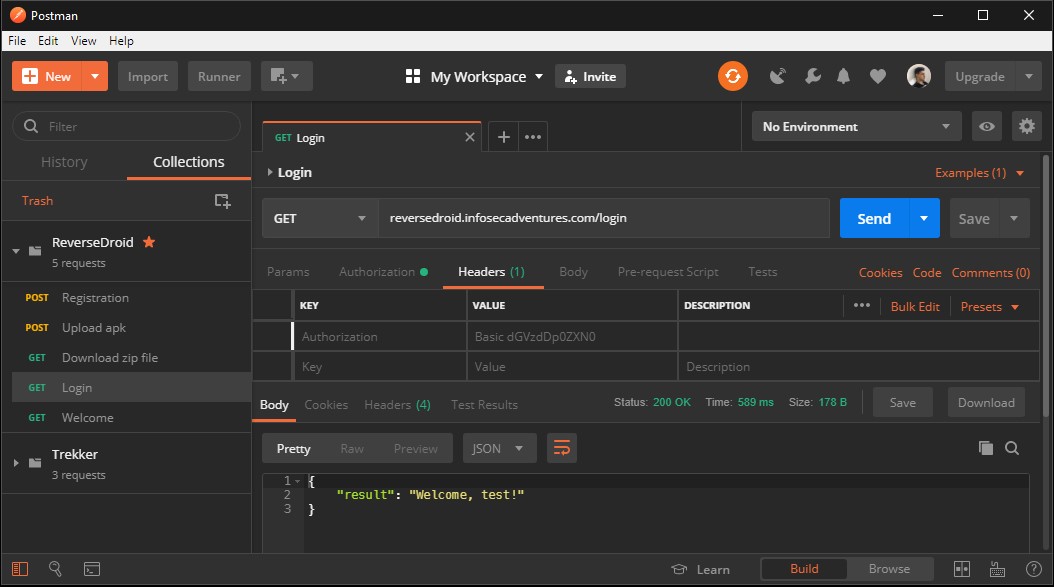 Postman
File Edit View Help
New Import Runner My Workspace Invite Upgrade
Filter
History Collections
Trash
ReverseDroid
5 requests
POST Registration
POST Upload apk
GET Download zip file
GET Login
GET Welcome
Trekker
3 requests
GET Login
No Environment
Login Examples (1)
GET reversedroid.infosecadventures.com/login Send Save
Params Authorization Headers (1) Body Pre-request Script Tests Cookies Code Comments (0)
KEY VALUE DESCRIPTION Bulk Edit Presets
Authorization Basic dGVzdDp0ZXN0
Key Value Description
Body Cookies Headers (4) Test Results Status: 200 OK Time: 589 ms Size: 178 B Save Download
Pretty Raw Preview JSON
1 {
2 "result": "Welcome, test!"
3 }
Learn Build Browse